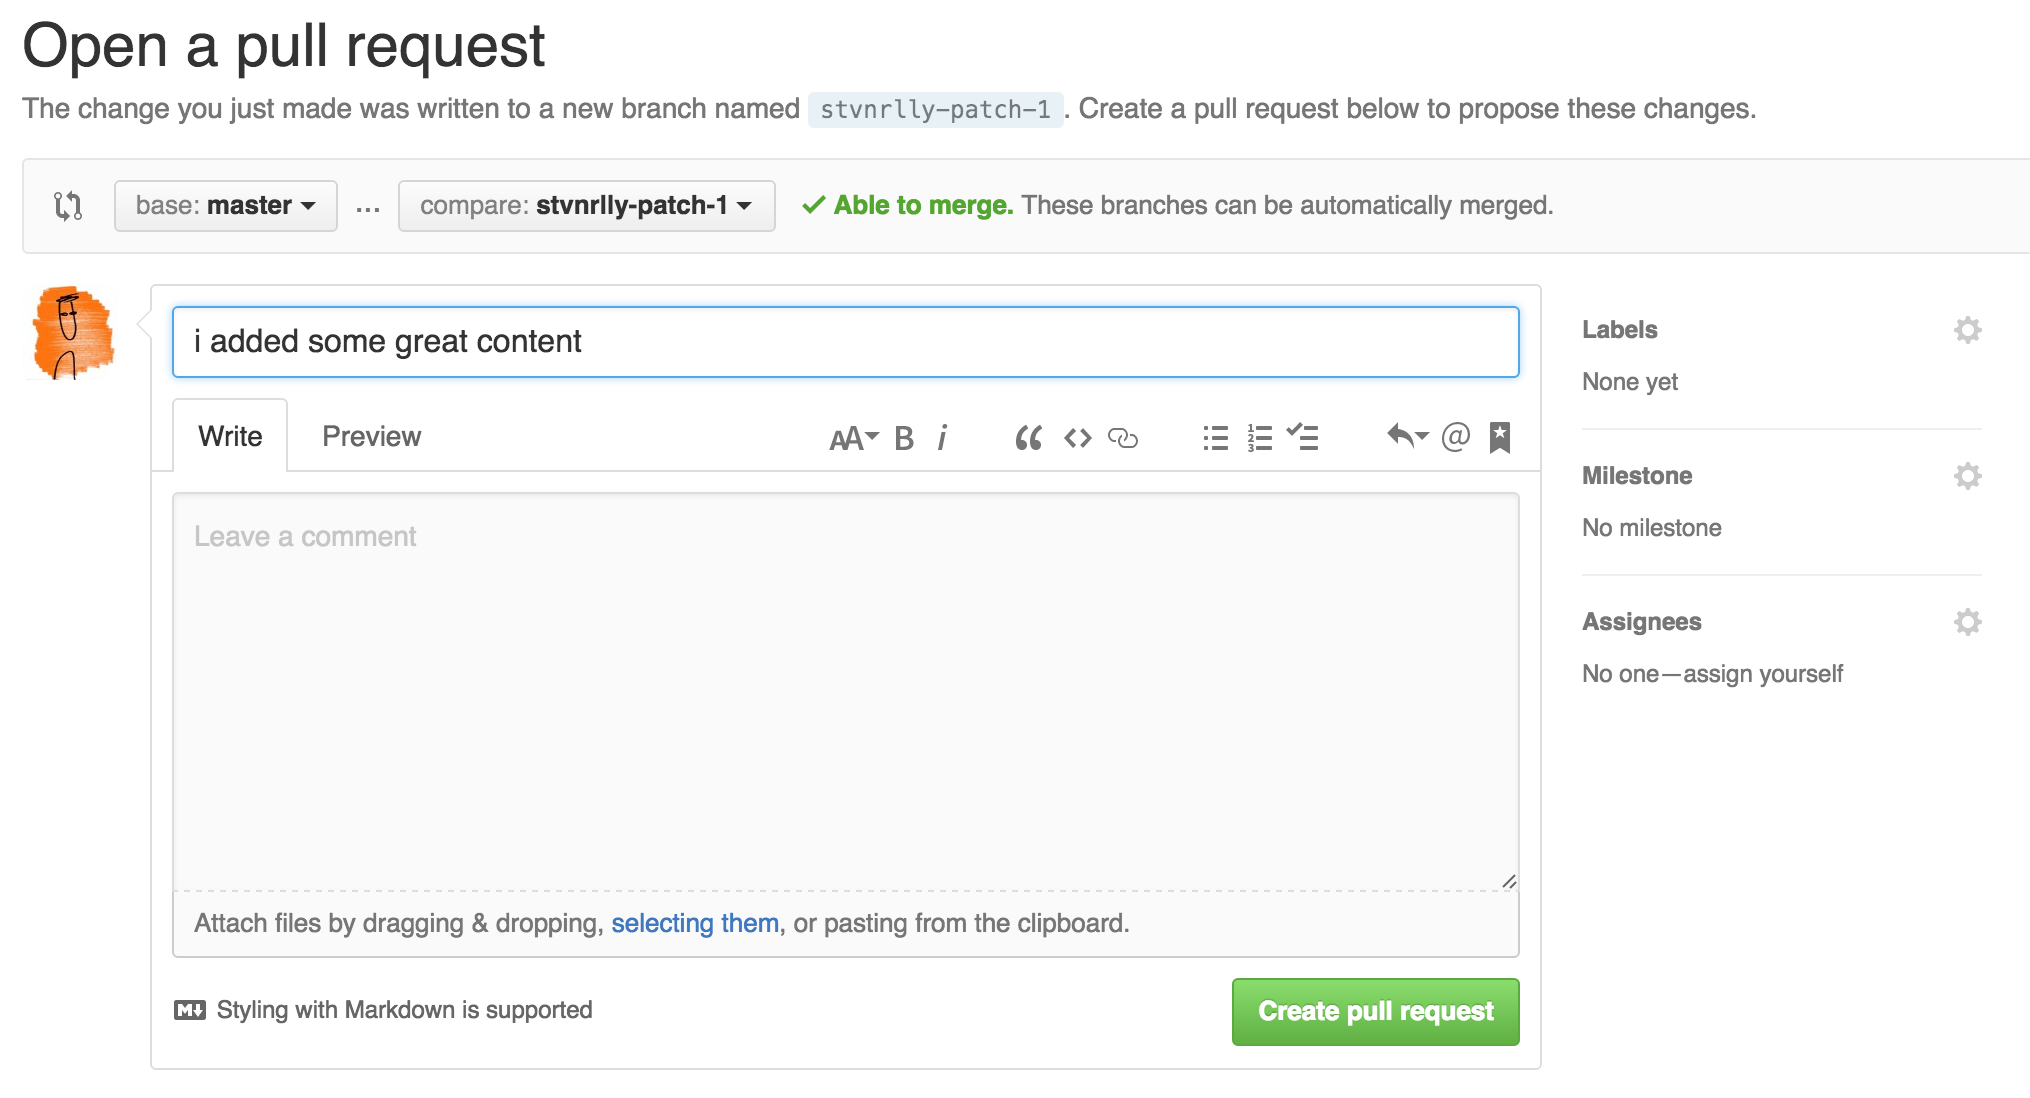 Open a pull request
The change you just made was written to a new branch named stvnrlly-patch-1. Create a pull request below to propose these changes.
base: master ... compare: stvnrlly-patch-1 Able to merge. These branches can be automatically merged.
i added some great content
Labels
None yet
Write Preview AA B i @
Milestone
No milestone
Leave a comment
Assignees
No one—assign yourself
Attach files by dragging & dropping, selecting them, or pasting from the clipboard.
Styling with Markdown is supported
Create pull request